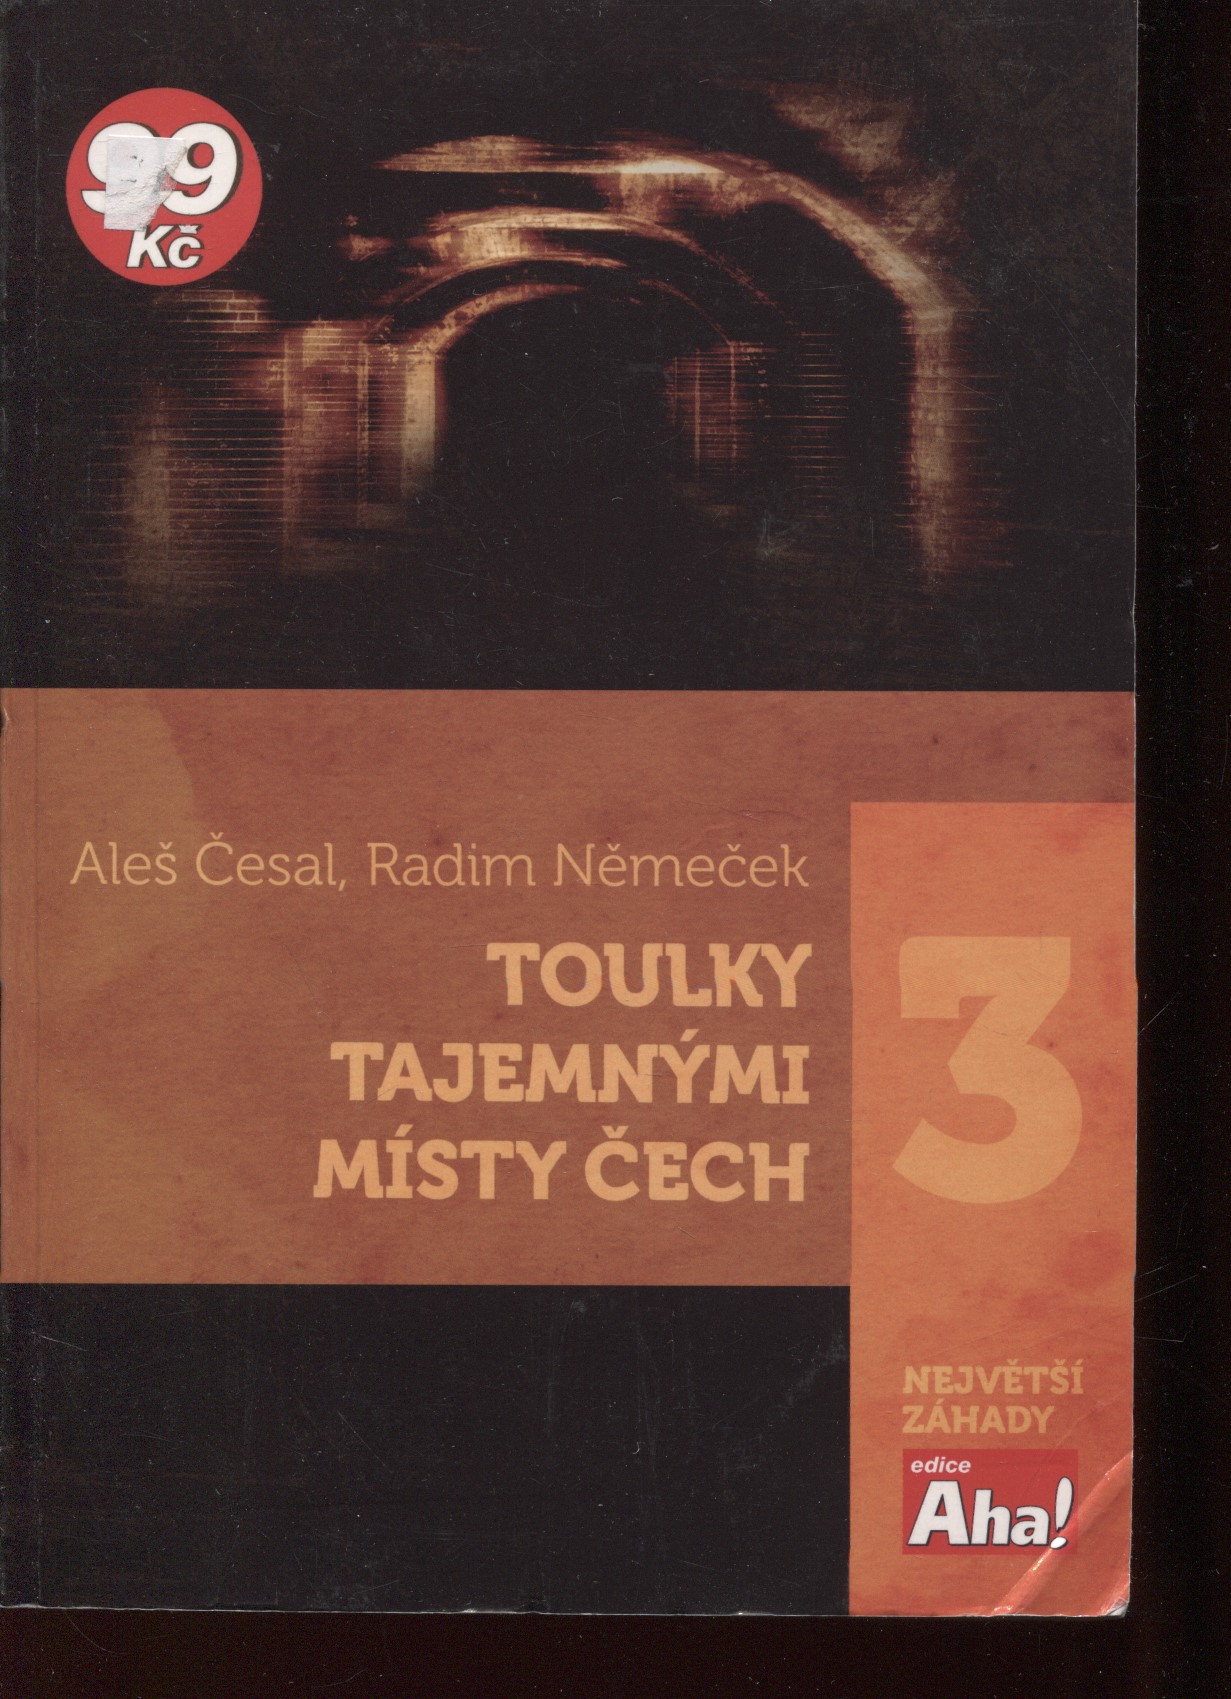 99
Kč
Aleš Česal, Radim Němeček
TOULKY
TAJEMNÝMI
MÍSTY ČECH
3
NEJVĚTŠÍ
ZÁHADY
edice
Aha!